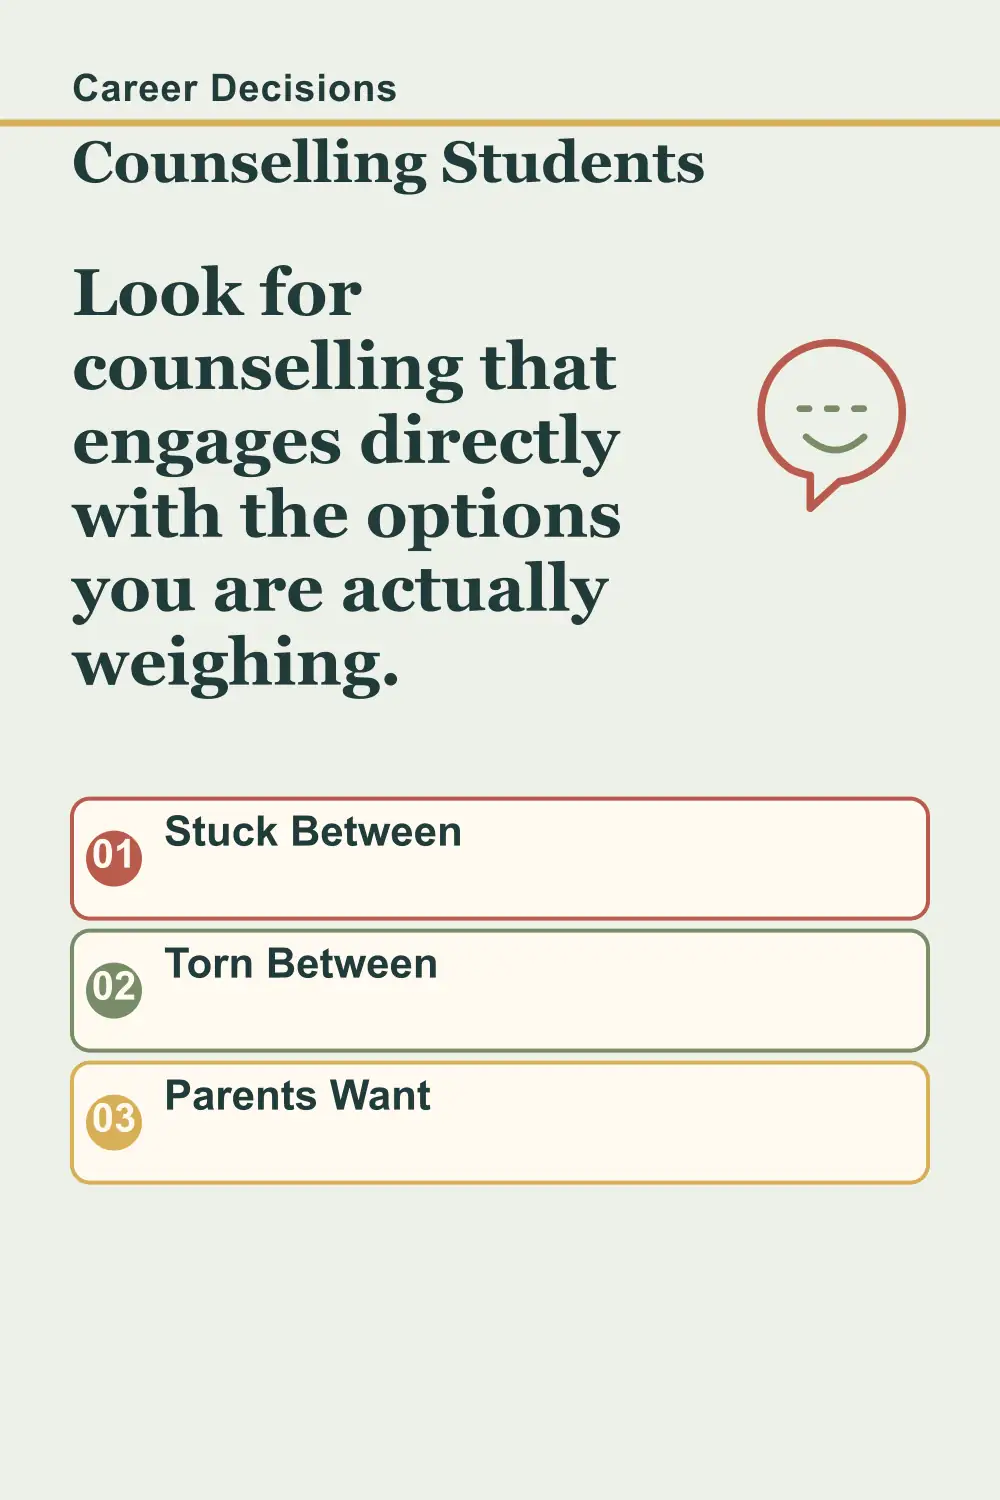 Career Decisions
Counselling Students
Look for
counselling that
engages directly
with the options
you are actually
weighing.
01
Stuck Between
02
Torn Between
03
Parents Want